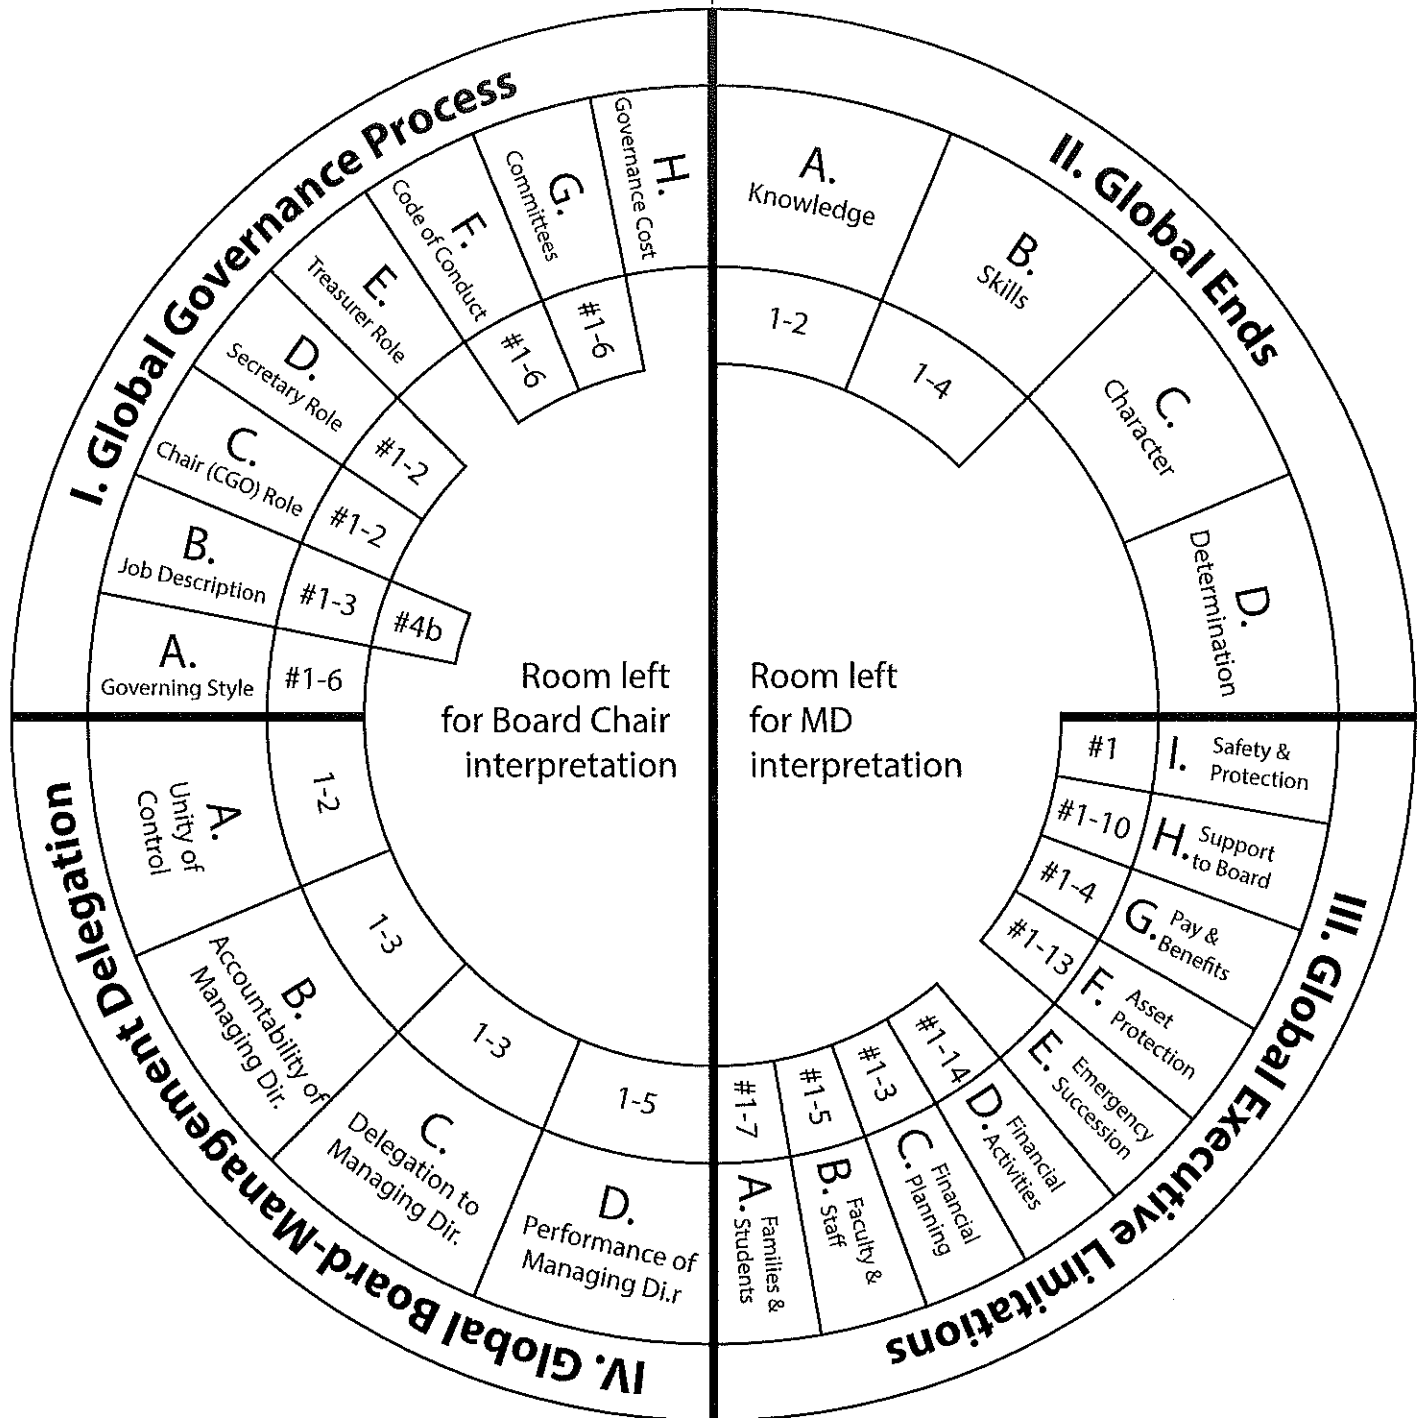 I. Global Governance Process
A.
Governing Style
#1-6
B.
Job Description
#1-3
#4b
C.
Chair (CGO) Role
#1-2
D.
Secretary Role
#1-2
E.
Treasurer Role
F.
Code of Conduct
#1-6
G.
Committees
#1-6
H.
Governance Cost
II. Global Ends
A.
Knowledge
1-2
B.
Skills
1-4
C.
Character
D.
Determination
Room left
for Board Chair
interpretation
Room left
for MD
interpretation
III. Global Executive Limitations
#1
I.
Safety &
Protection
#1-10
H.
Support
to Board
#1-4
G.
Pay &
Benefits
#1-13
F.
Asset
Protection
E.
Emergency
Succession
#1-14
D.
Financial
Activities
#1-3
C.
Financial
Planning
#1-5
B.
Faculty &
Staff
#1-7
A.
Families &
Students
IV. Global Board-Management Delegation
A.
Unity of
Control
1-2
B.
Accountability of
Managing Dir.
1-3
C.
Delegation to
Managing Dir.
1-3
D.
Performance of
Managing Di.r
1-5